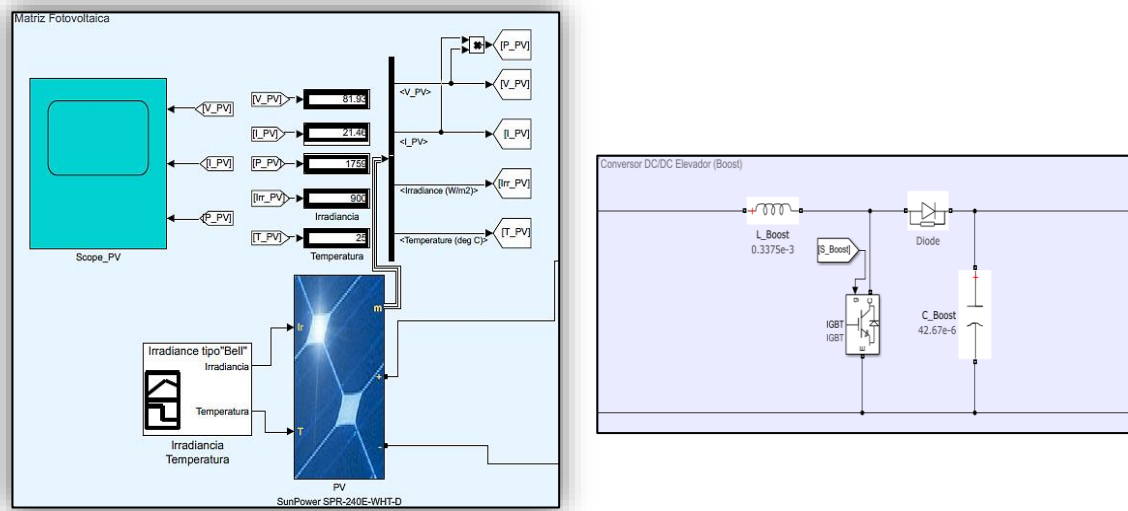 Matriz Fotovoltaica
[P_PV]
[V_PV]
<V_PV>
[I_PV]
<I_PV>
[Irr_PV]
<Irradiance (W/m2)>
[T_PV]
<Temperature (deg C)>
[V_PV]
[I_PV]
[P_PV]
Scope_PV
[V_PV]
81.93
[I_PV]
21.46
[P_PV]
1759
[Irr_PV]
900
Irradiancia
[T_PV]
25
Temperatura
Irradiance tipo"Bell"
Irradiancia
Temperatura
Irradiancia
Temperatura
m
Ir
+
T
-
PV
SunPower SPR-240E-WHT-D
Conversor DC/DC Elevador (Boost)
+
L_Boost
0.3375e-3
[S_Boost]
Diode
g
C
E
IGBT
IGBT
+
C_Boost
42.67e-6